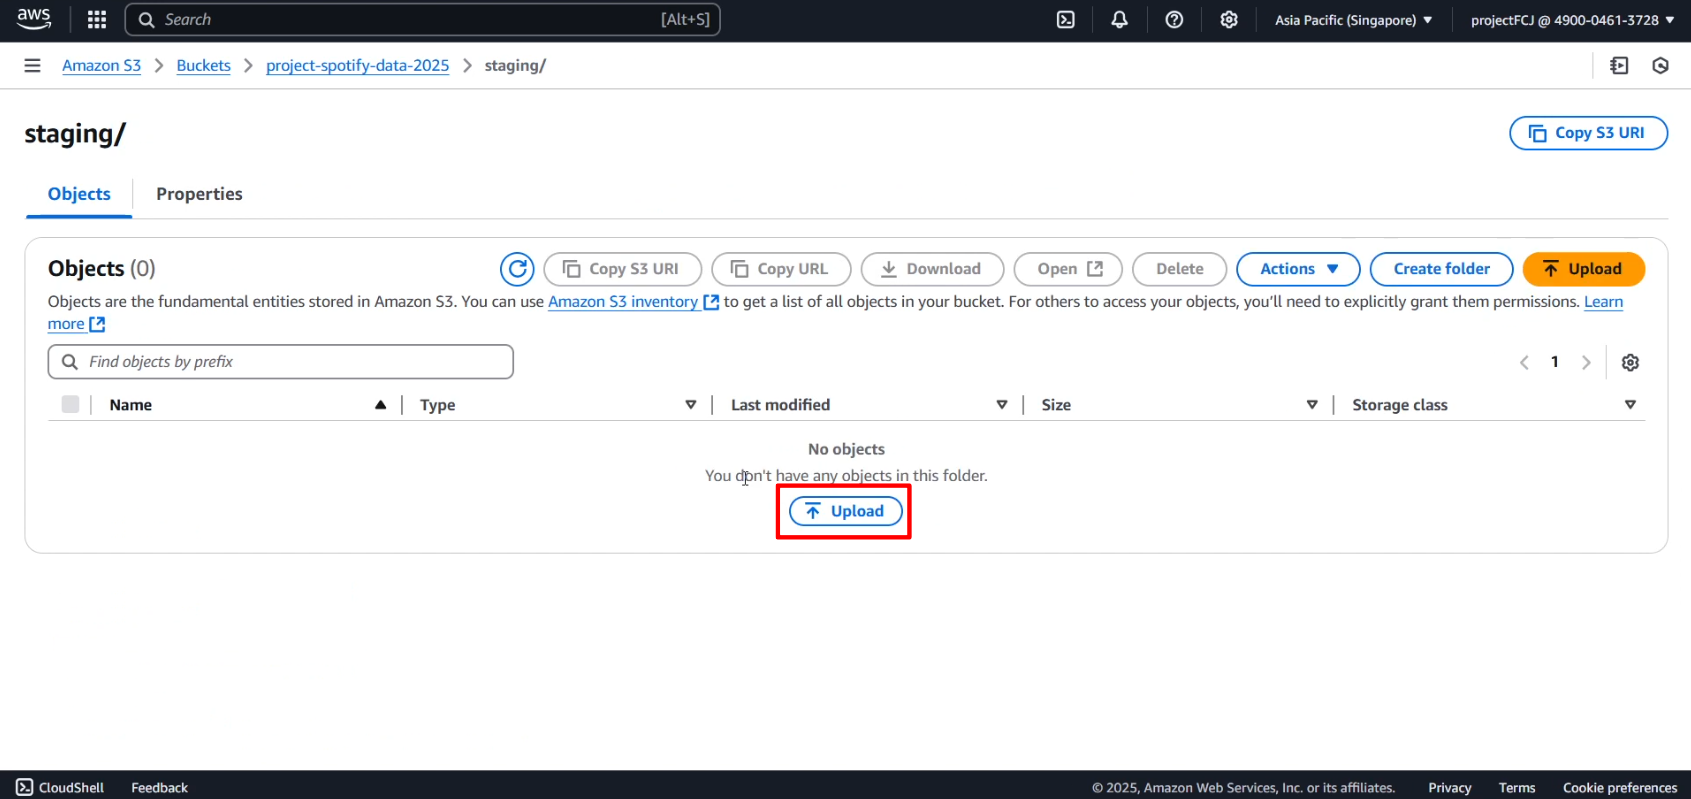 aws Search [Alt+S] Asia Pacific (Singapore) projectFCJ @ 4900-0461-3728
Amazon S3 Buckets project-spotify-data-2025 staging/
staging/
Copy S3 URI
Objects Properties
Objects (0) Copy S3 URI Copy URL Download Open Delete Actions Create folder Upload
Objects are the fundamental entities stored in Amazon S3. You can use Amazon S3 inventory to get a list of all objects in your bucket. For others to access your objects, you'll need to explicitly grant them permissions. Learn
more
Find objects by prefix 1
Name Type Last modified Size Storage class
No objects
You don't have any objects in this folder.
Upload
CloudShell Feedback © 2025, Amazon Web Services, Inc. or its affiliates. Privacy Terms Cookie preferences